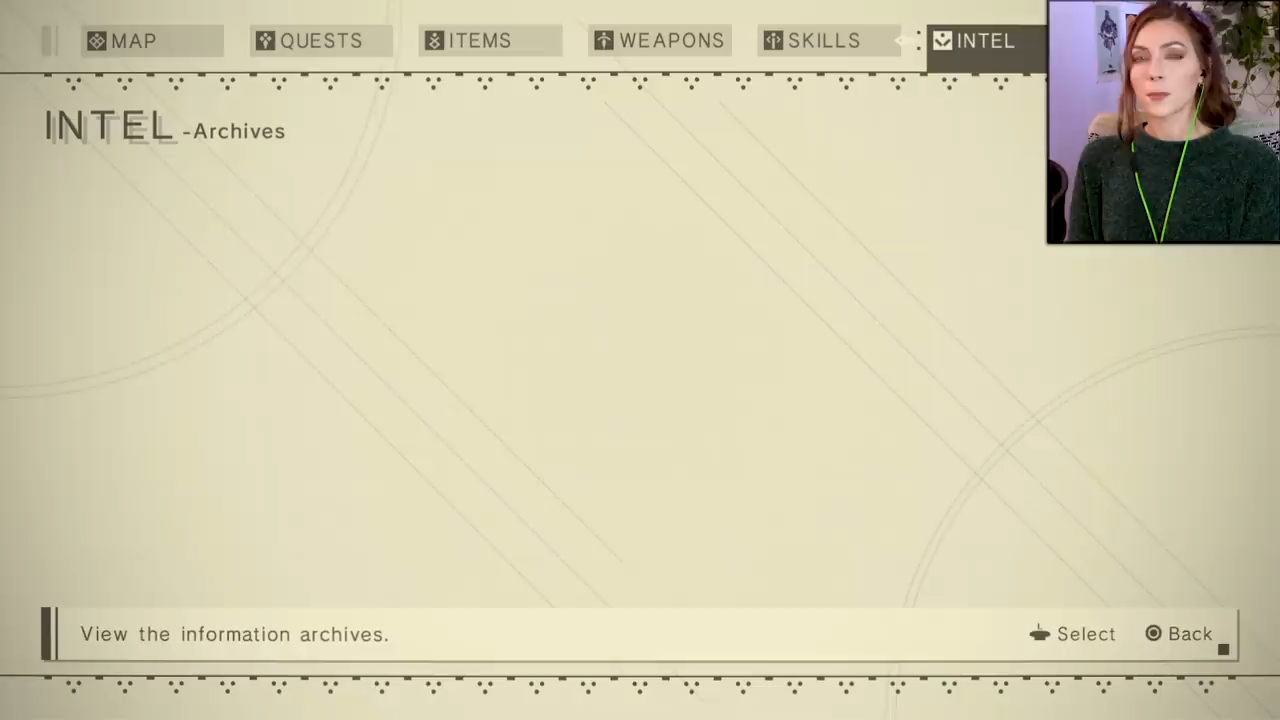 MAP
QUESTS
ITEMS
WEAPONS
SKILLS
INTEL
INTEL -Archives
View the information archives.
Select
Back